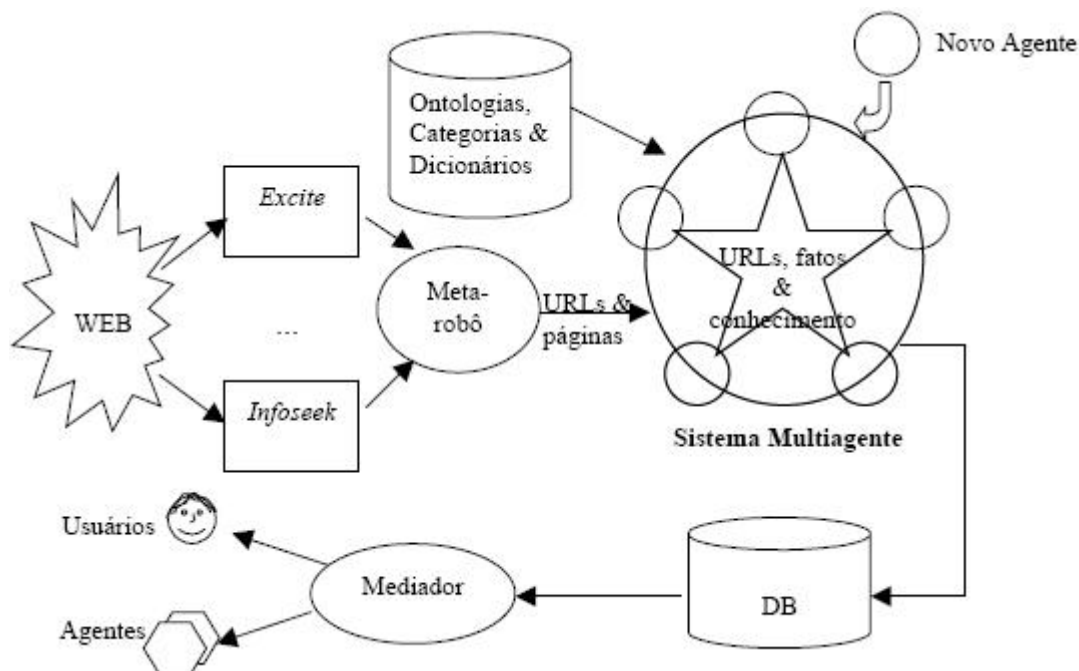 Novo Agente
Ontologias,
Categorias &
Dicionários
Excite
WEB
...
Meta-
robô
URLs &
páginas
URLs, fatos
&
conhecimento
Infoseek
Sistema Multiagente
Usuários
Mediador
DB
Agentes